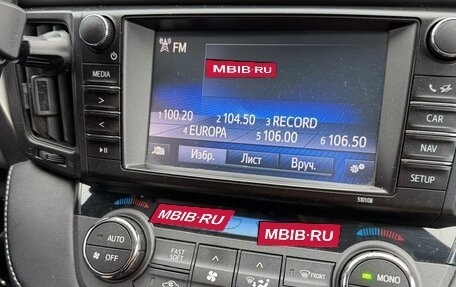 FM
MBIB·RU
MEDIA
CAR
1 100.20 2 104.50 3 RECORD
4 EUROPA 5 106.00 6 106.50
NAV
Избр. Лист Вруч.
SETUP
510108
MBIB·RU
MBIB·RU
AUTO
OFF
FAST
SOFT
FRONT
MONO